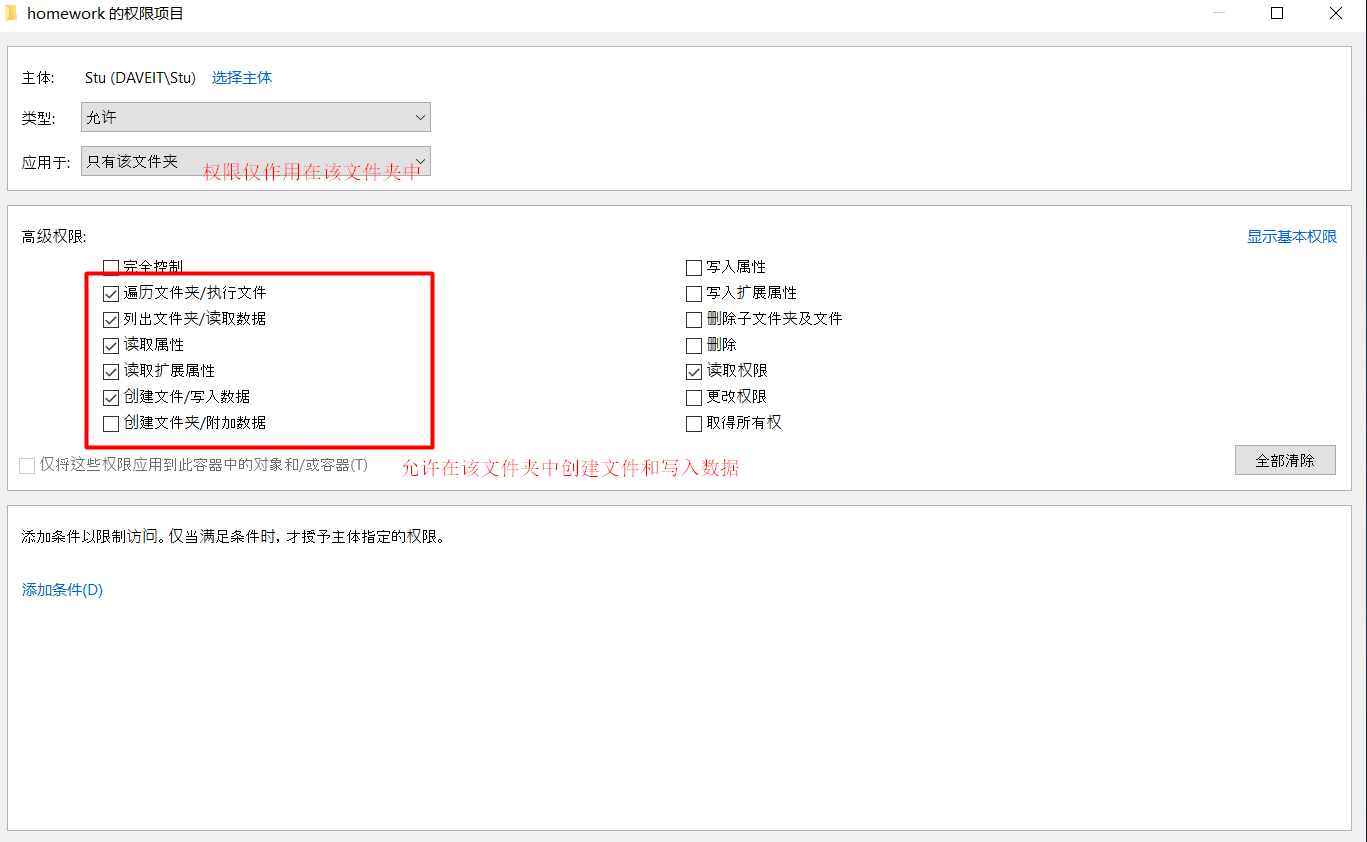 homework 的权限项目
主体: Stu (DAVEIT\Stu) 选择主体
类型: 允许
应用于: 只有该文件夹 权限仅作用在该文件夹中
高级权限: 显示基本权限
完全控制 写入属性
遍历文件夹/执行文件 写入扩展属性
列出文件夹/读取数据 删除子文件夹及文件
读取属性 删除
读取扩展属性 读取权限
创建文件/写入数据 更改权限
创建文件夹/附加数据 取得所有权
仅将这些权限应用到此容器中的对象和/或容器(T) 允许在该文件夹中创建文件和写入数据 全部清除
添加条件以限制访问。仅当满足条件时，才授予主体指定的权限。
添加条件(D)